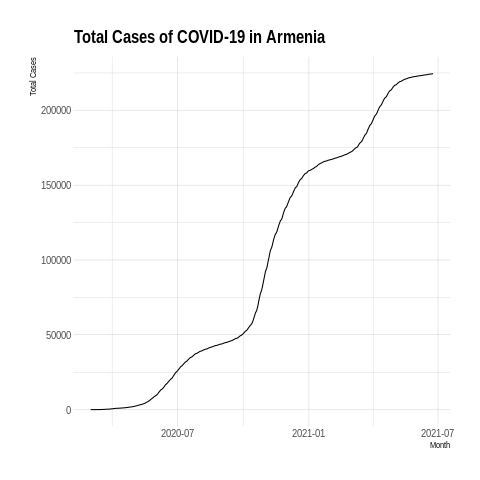 Total Cases of COVID-19 in Armenia
Total Cases
200000
150000
100000
50000
0
2020-07
2021-01
2021-07
Month